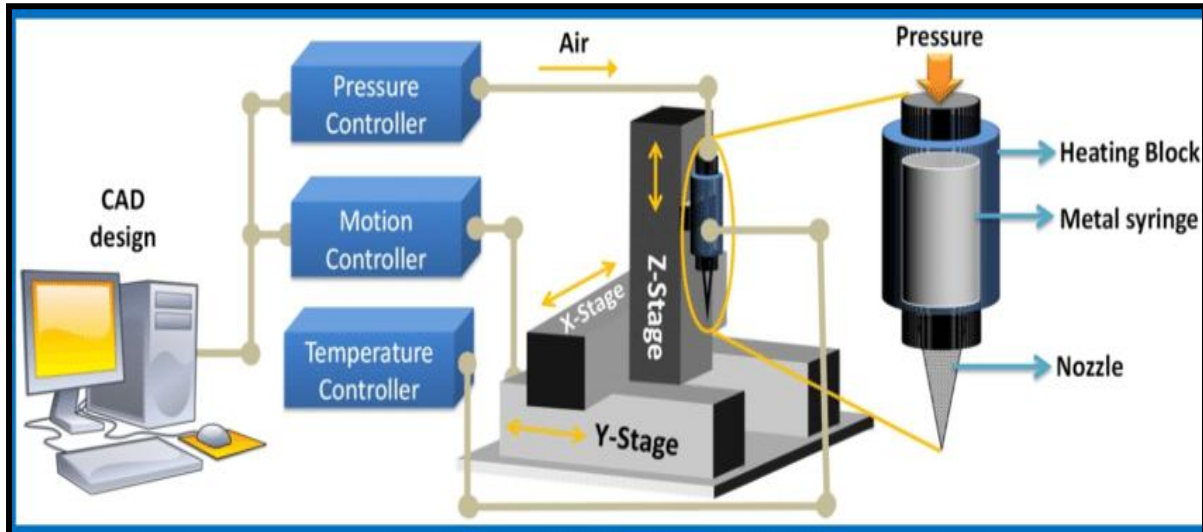 CAD
design
Pressure
Controller
Motion
Controller
Temperature
Controller
Air
X-Stage
Z-Stage
Y-Stage
Pressure
Heating Block
Metal syringe
Nozzle